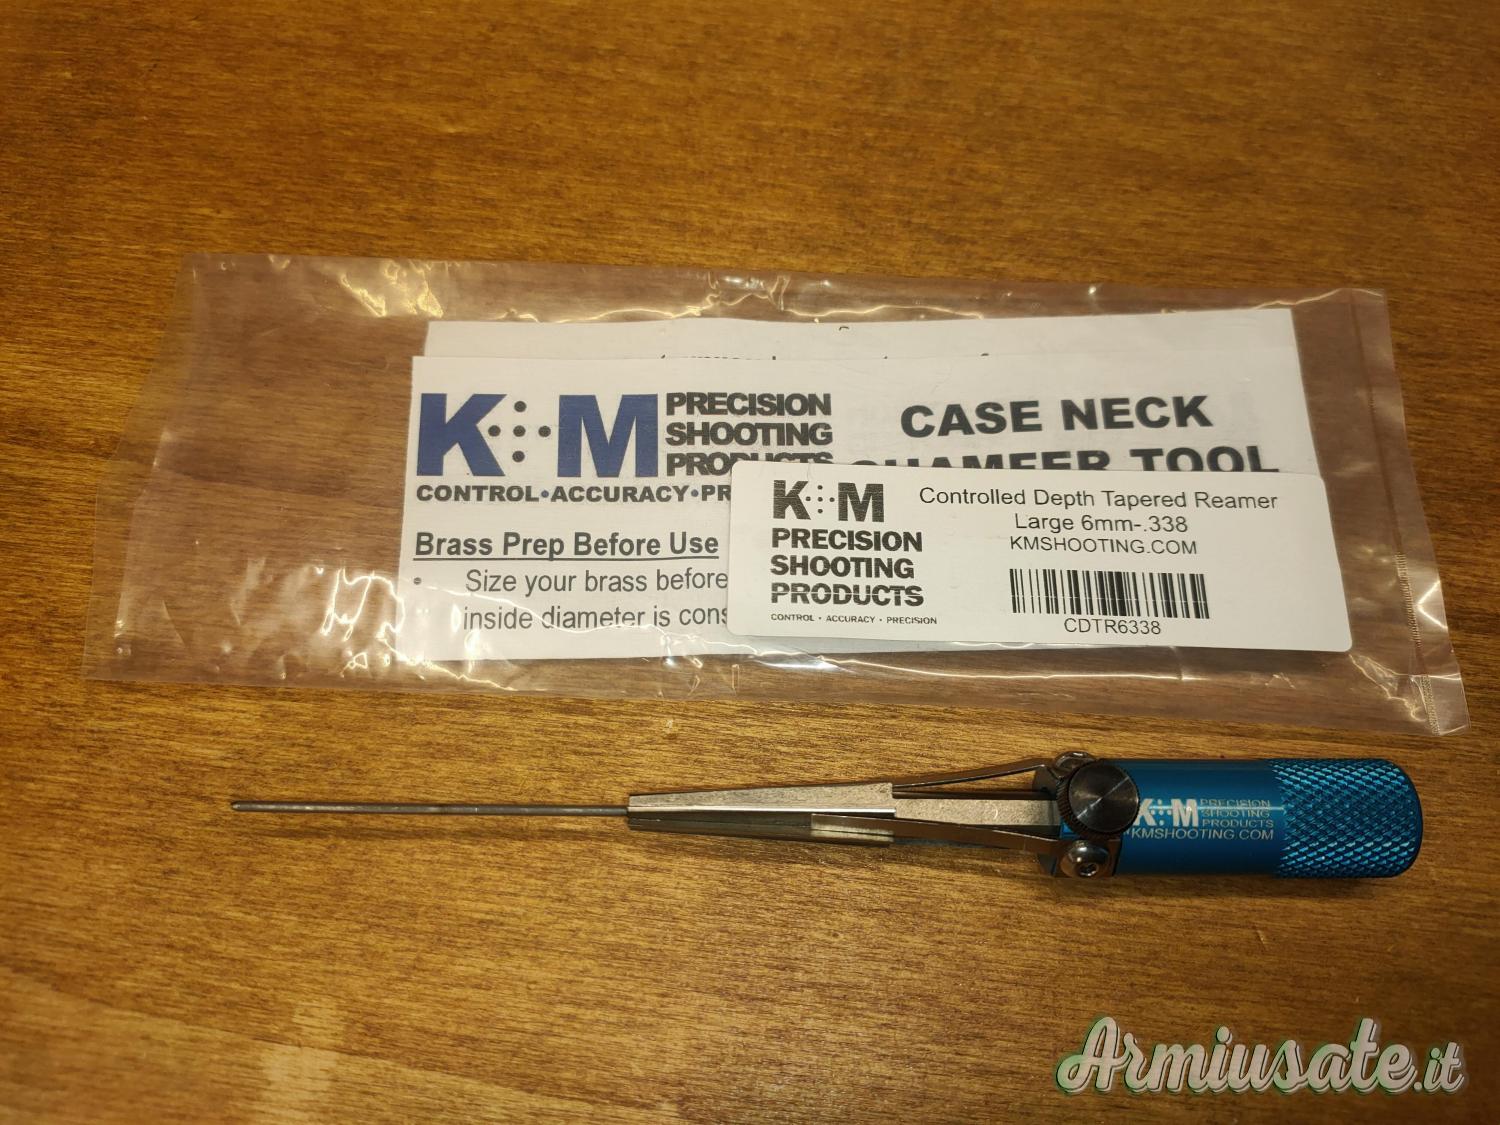 K M PRECISION
SHOOTING
PRODUCTS
CONTROL•ACCURACY•PR
CASE NECK
CHAMFER TOOL
Brass Prep Before Use
• Size your brass before
inside diameter is cons
K M
PRECISION
SHOOTING
PRODUCTS
CONTROL • ACCURACY • PRECISION
Controlled Depth Tapered Reamer
Large 6mm-.338
KMSHOOTING.COM
CDTR6338
K M PRECISION
SHOOTING
PRODUCTS
KMSHOOTING.COM
Armiusate.it